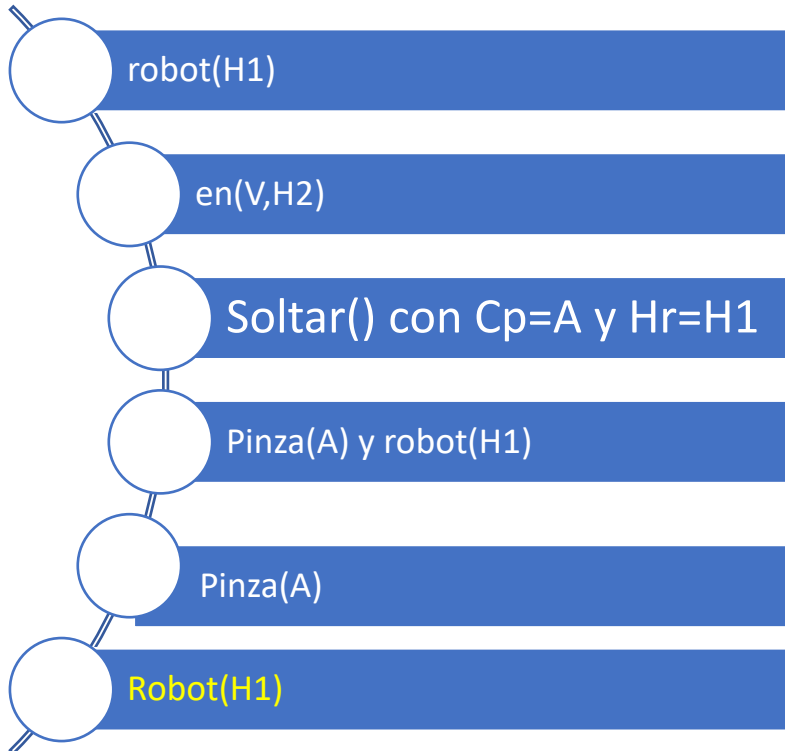 robot(H1)
en(V,H2)
Soltar() con Cp=A y Hr=H1
Pinza(A) y robot(H1)
Pinza(A)
Robot(H1)